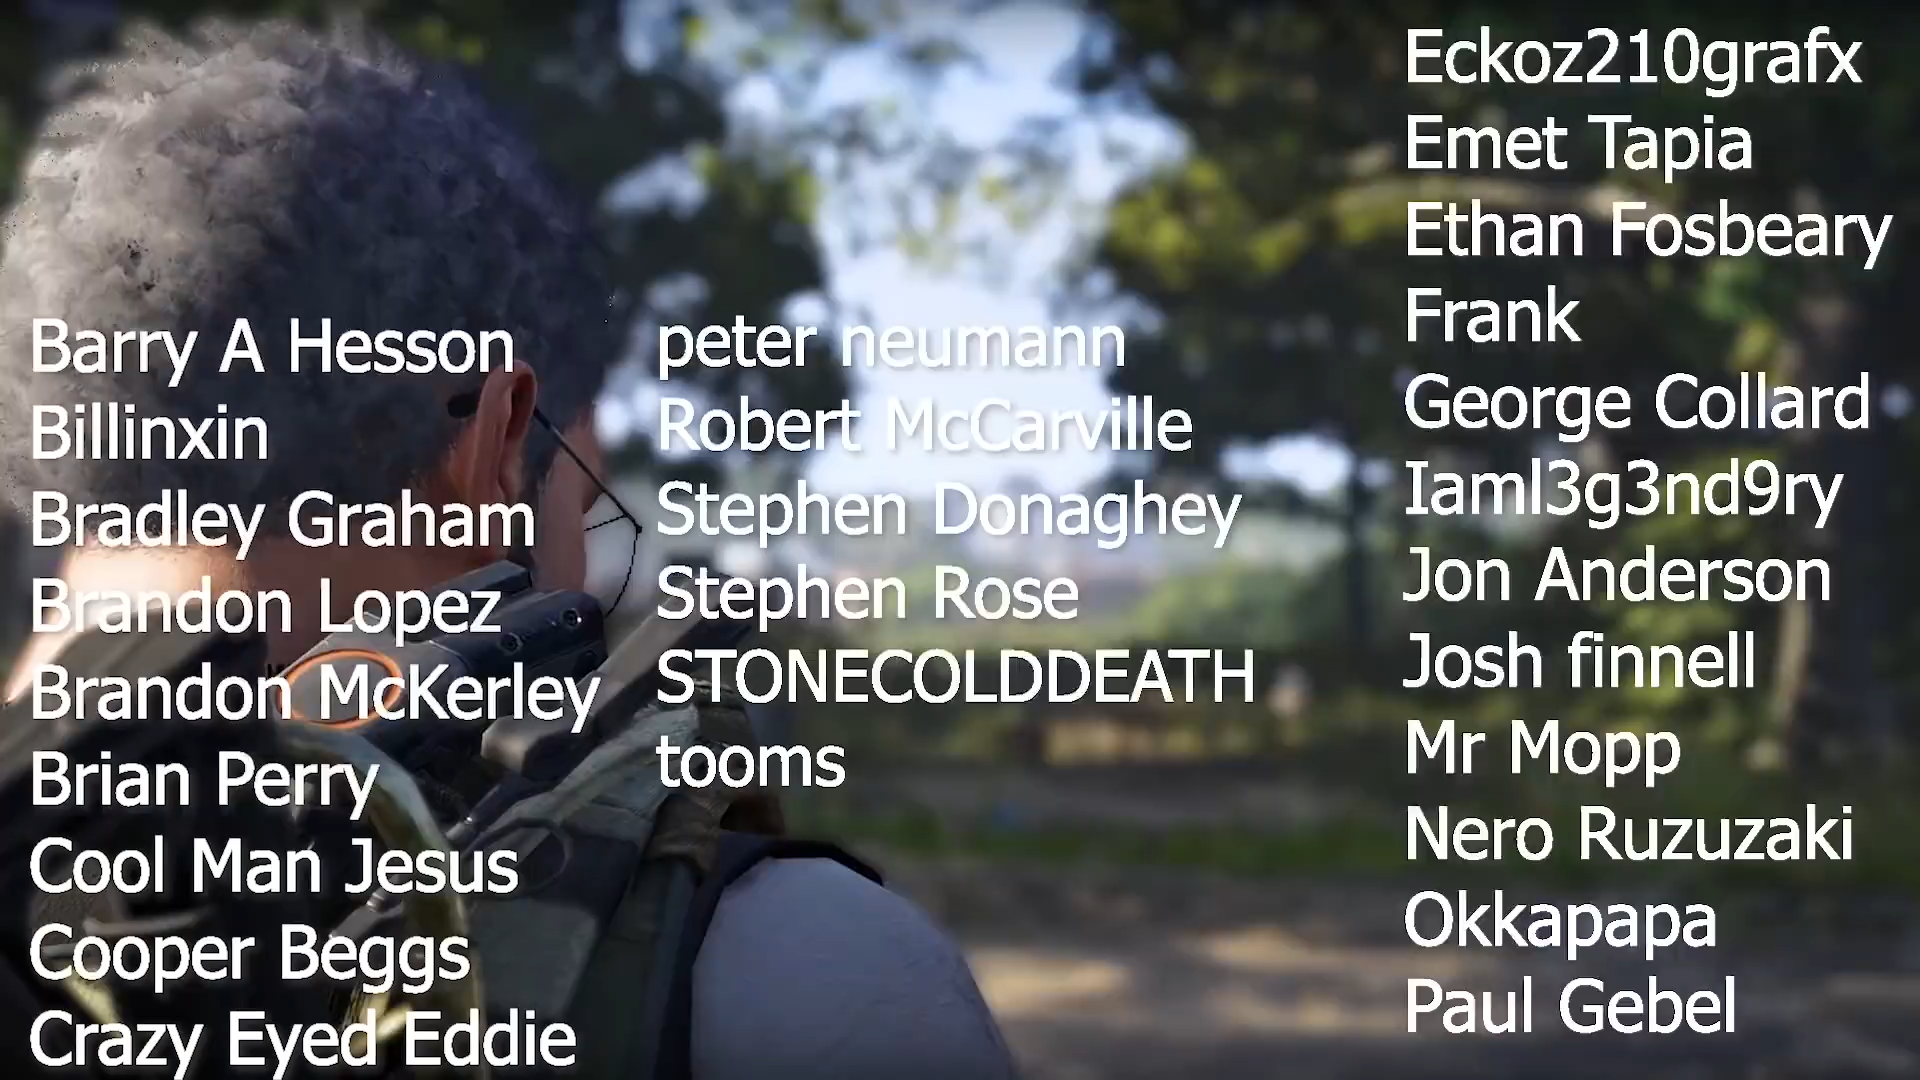 Barry A Hesson
Billinxin
Bradley Graham
Brandon Lopez
Brandon McKerley
Brian Perry
Cool Man Jesus
Cooper Beggs
Crazy Eyed Eddie
peter neumann
Robert McCarville
Stephen Donaghey
Stephen Rose
STONECOLDDEATH
tooms
Eckoz210grafx
Emet Tapia
Ethan Fosbeary
Frank
George Collard
Iaml3g3nd9ry
Jon Anderson
Josh finnell
Mr Mopp
Nero Ruzuzaki
Okkapapa
Paul Gebel